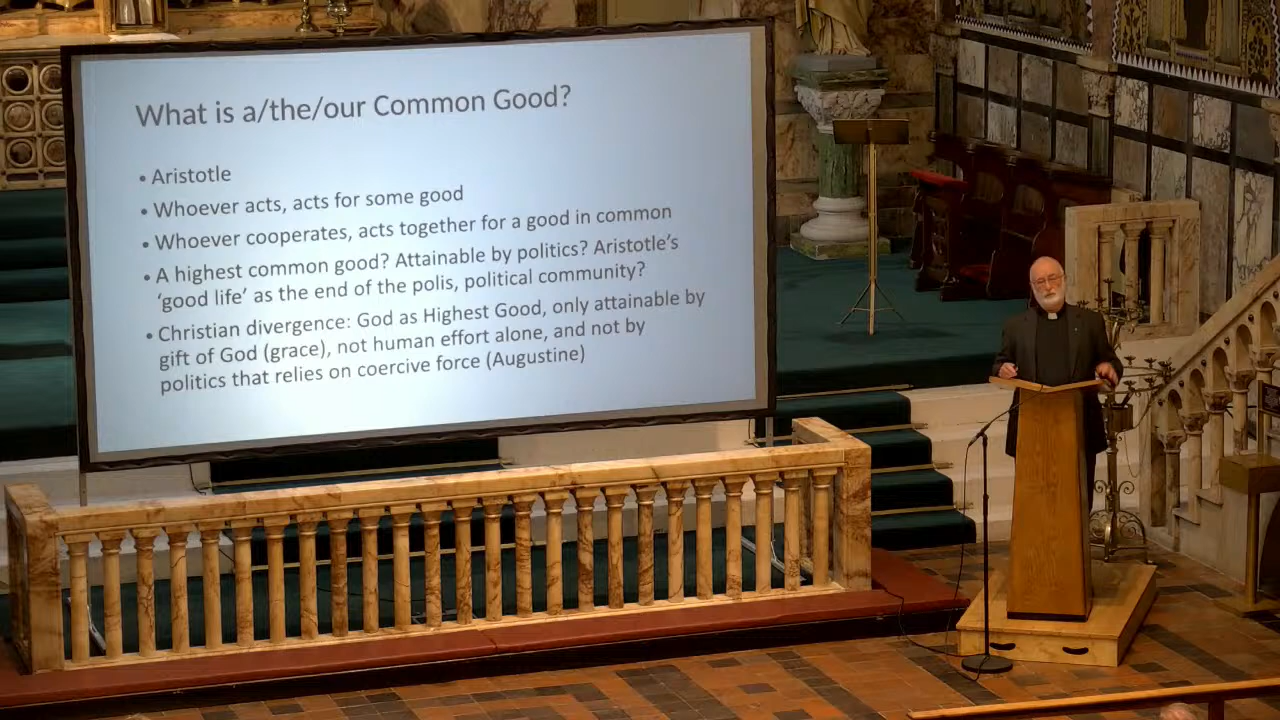 What is a/the/our Common Good?
• Aristotle
• Whoever acts, acts for some good
• Whoever cooperates, acts together for a good in common
• A highest common good? Attainable by politics? Aristotle's
'good life' as the end of the polis, political community?
• Christian divergence: God as Highest Good, only attainable by
gift of God (grace), not human effort alone, and not by
politics that relies on coercive force (Augustine)